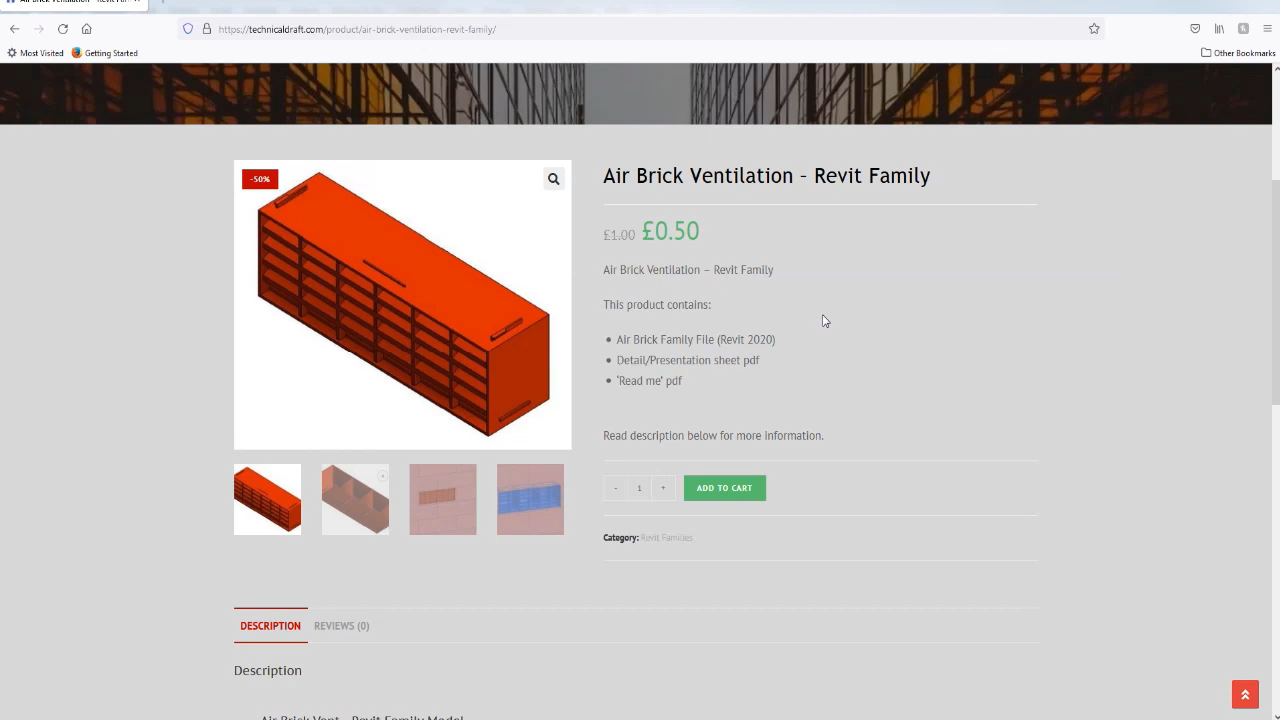 https://technicaldraft.com/product/air-brick-ventilation-revit-family/
Most Visited
Getting Started
Other Bookmarks
-50%
Air Brick Ventilation – Revit Family
£1.00 £0.50
Air Brick Ventilation – Revit Family
This product contains:
Air Brick Family File (Revit 2020)
Detail/Presentation sheet pdf
'Read me' pdf
Read description below for more information.
- 1 +
ADD TO CART
Category: Revit Families
DESCRIPTION
REVIEWS (0)
Description